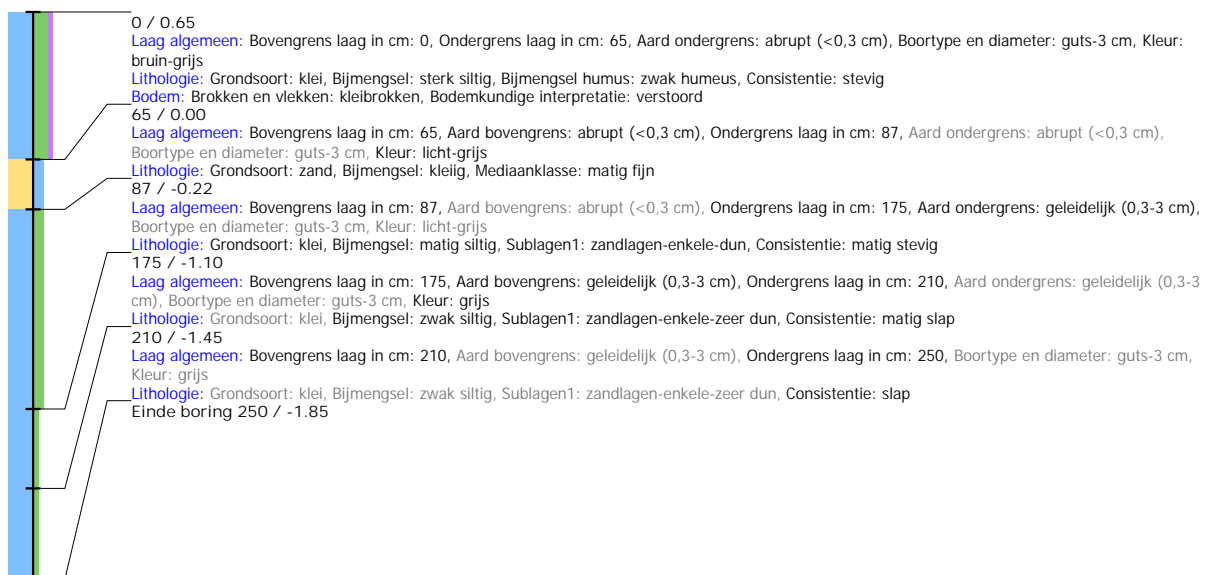 0 / 0.65
Laag algemeen: Bovengrens laag in cm: 0, Ondergrens laag in cm: 65, Aard ondergrens: abrupt (<0,3 cm), Boortype en diameter: guts-3 cm, Kleur:
bruin-grijs
Lithologie: Grondsoort: klei, Bijmengsel: sterk siltig, Bijmengsel humus: zwak humeus, Consistentie: stevig
Bodem: Brokken en vlekken: kleibrokken, Bodemkundige interpretatie: verstoord
65 / 0.00
Laag algemeen: Bovengrens laag in cm: 65, Aard bovengrens: abrupt (<0,3 cm), Ondergrens laag in cm: 87, Aard ondergrens: abrupt (<0,3 cm),
Boortype en diameter: guts-3 cm, Kleur: licht-grijs
Lithologie: Grondsoort: zand, Bijmengsel: kleiig, Mediaanklasse: matig fijn
87 / -0.22
Laag algemeen: Bovengrens laag in cm: 87, Aard bovengrens: abrupt (<0,3 cm), Ondergrens laag in cm: 175, Aard ondergrens: geleidelijk (0,3-3 cm),
Boortype en diameter: guts-3 cm, Kleur: licht-grijs
Lithologie: Grondsoort: klei, Bijmengsel: matig siltig, Sublagen1: zandlagen-enkele-dun, Consistentie: matig stevig
175 / -1.10
Laag algemeen: Bovengrens laag in cm: 175, Aard bovengrens: geleidelijk (0,3-3 cm), Ondergrens laag in cm: 210, Aard ondergrens: geleidelijk (0,3-3
cm), Boortype en diameter: guts-3 cm, Kleur: grijs
Lithologie: Grondsoort: klei, Bijmengsel: zwak siltig, Sublagen1: zandlagen-enkele-zeer dun, Consistentie: matig slap
210 / -1.45
Laag algemeen: Bovengrens laag in cm: 210, Aard bovengrens: geleidelijk (0,3-3 cm), Ondergrens laag in cm: 250, Boortype en diameter: guts-3 cm,
Kleur: grijs
Lithologie: Grondsoort: klei, Bijmengsel: zwak siltig, Sublagen1: zandlagen-enkele-zeer dun, Consistentie: slap
Einde boring 250 / -1.85